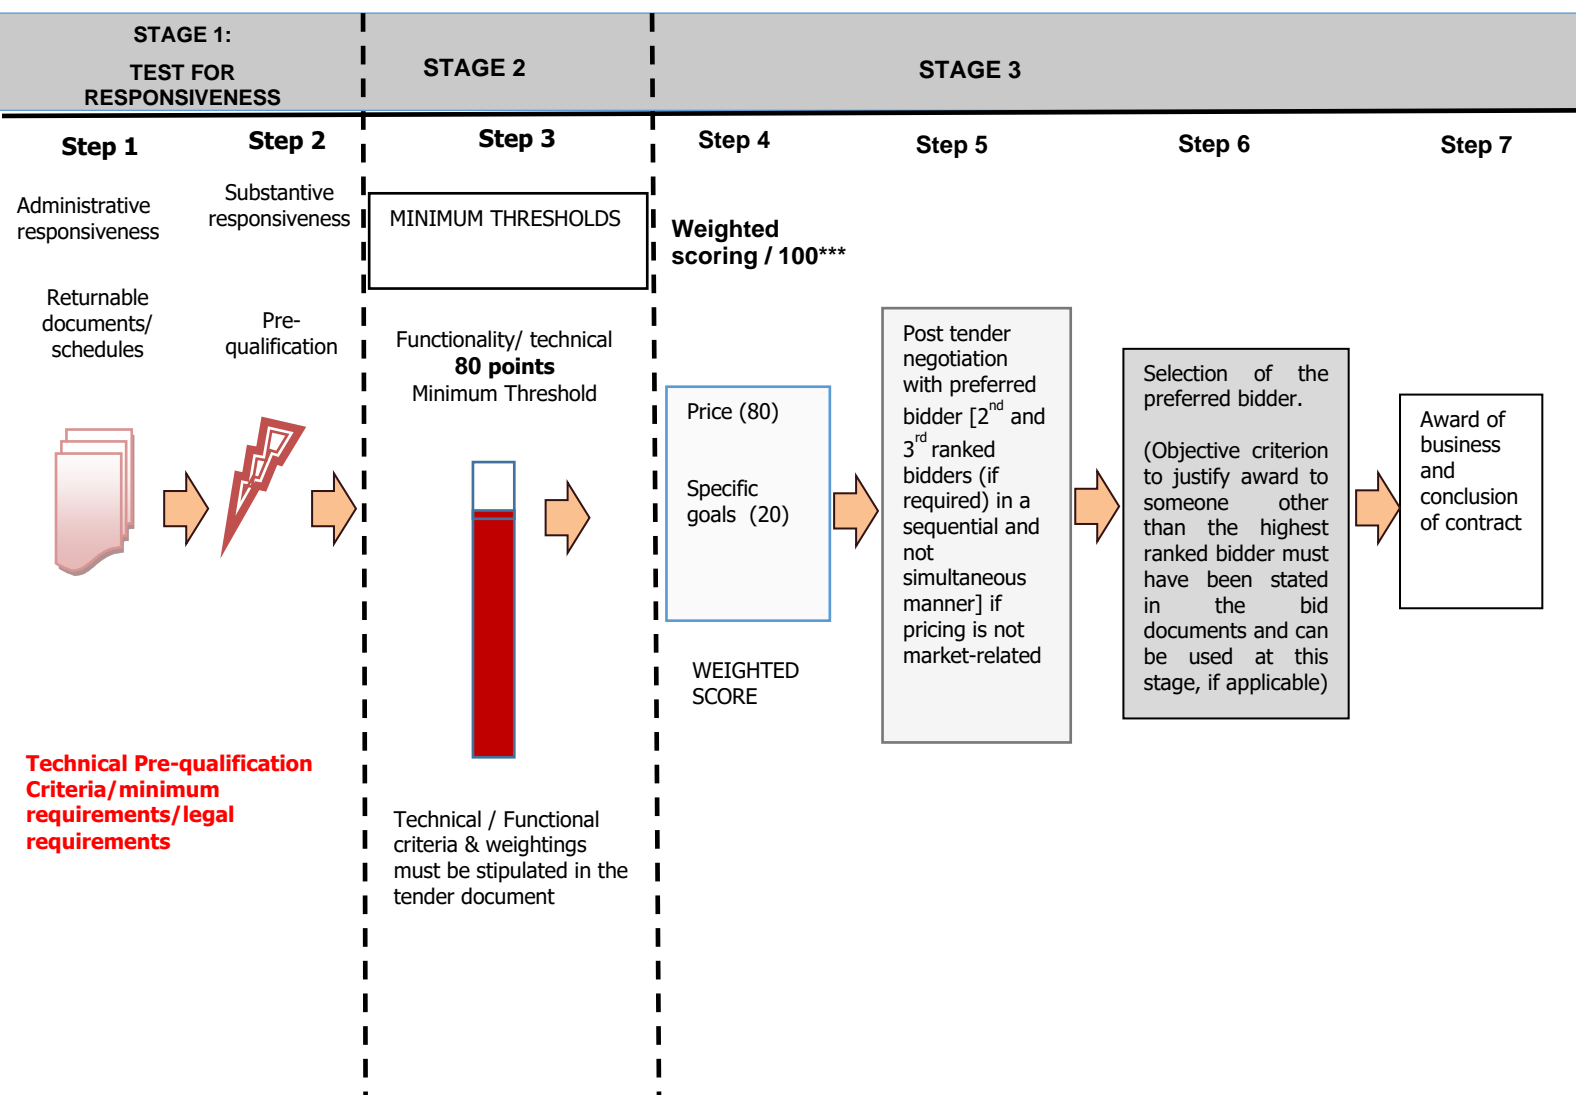 STAGE 1:
TEST FOR
RESPONSIVENESS
STAGE 2
STAGE 3
Step 1
Step 2
Step 3
Step 4
Step 5
Step 6
Step 7
Administrative
responsiveness
Returnable
documents/
schedules
Substantive
responsiveness
Pre-
qualification
Technical Pre-qualification
Criteria/minimum
requirements/legal
requirements
MINIMUM THRESHOLDS
Functionality/ technical
80 points
Minimum Threshold
Technical / Functional
criteria & weightings
must be stipulated in the
tender document
Weighted
scoring / 100***
Price (80)
Specific
goals (20)
WEIGHTED
SCORE
Post tender
negotiation
with preferred
bidder [2nd and
3rd ranked
bidders (if
required) in a
sequential and
not
simultaneous
manner] if
pricing is not
market-related
Selection of the
preferred bidder.
(Objective criterion
to justify award to
someone other
than the highest
ranked bidder must
have been stated
in the bid
documents and can
be used at this
stage, if applicable)
Award of
business
and
conclusion
of contract